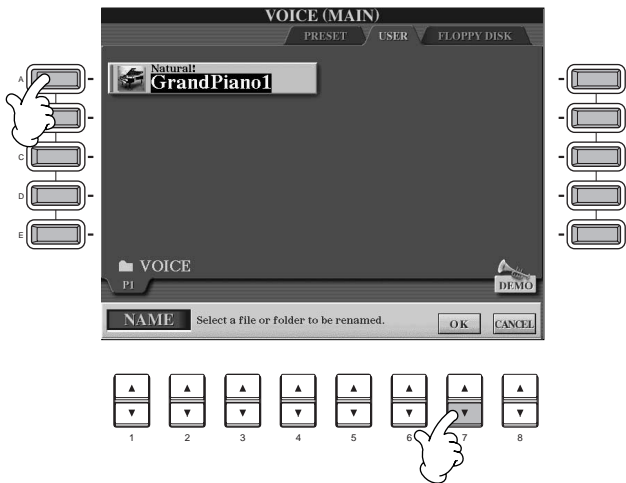 VOICE (MAIN)
PRESET USER FLOPPY DISK
Natural!
GrandPiano1
A
C
D
E
VOICE
P1
DEMO
NAME Select a file or folder to be renamed. OK CANCEL
1 2 3 4 5 6 7 8